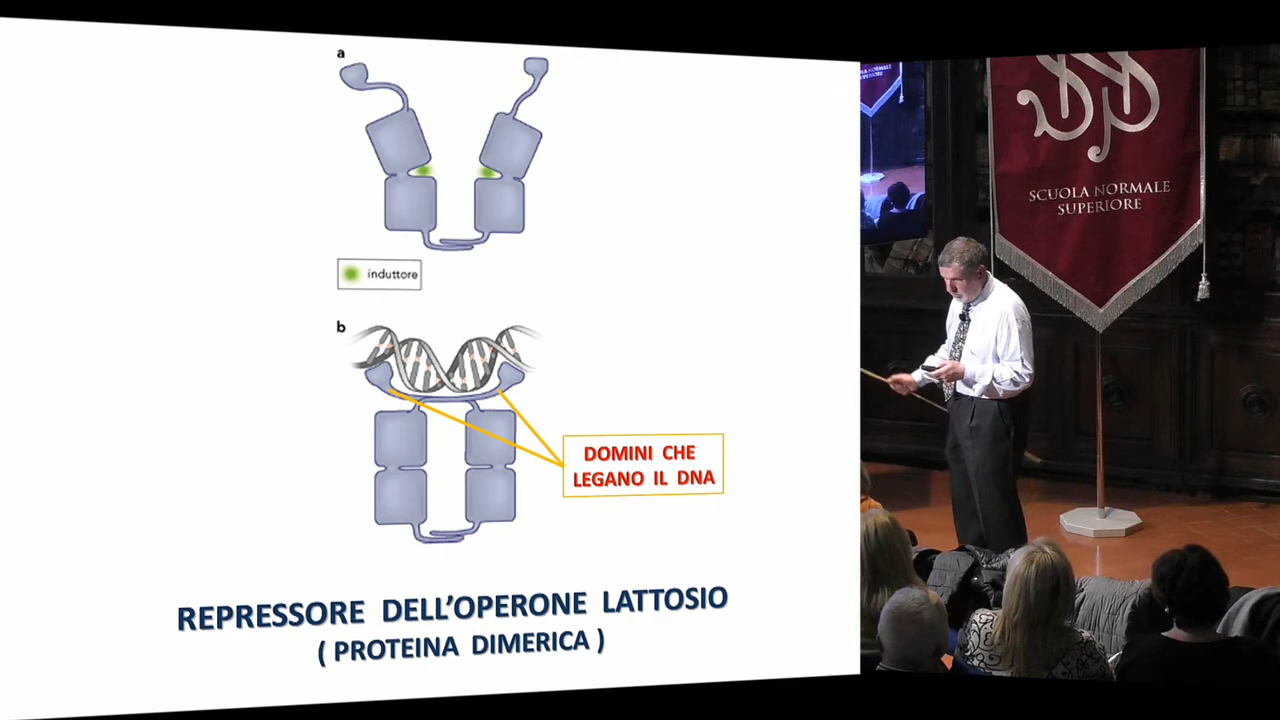 a
induttore
b
DOMINI CHE
LEGANO IL DNA
REPRESSORE DELL'OPERONE LATTOSIO
( PROTEINA DIMERICA )
SCUOLA NORMALE
SUPERIORE